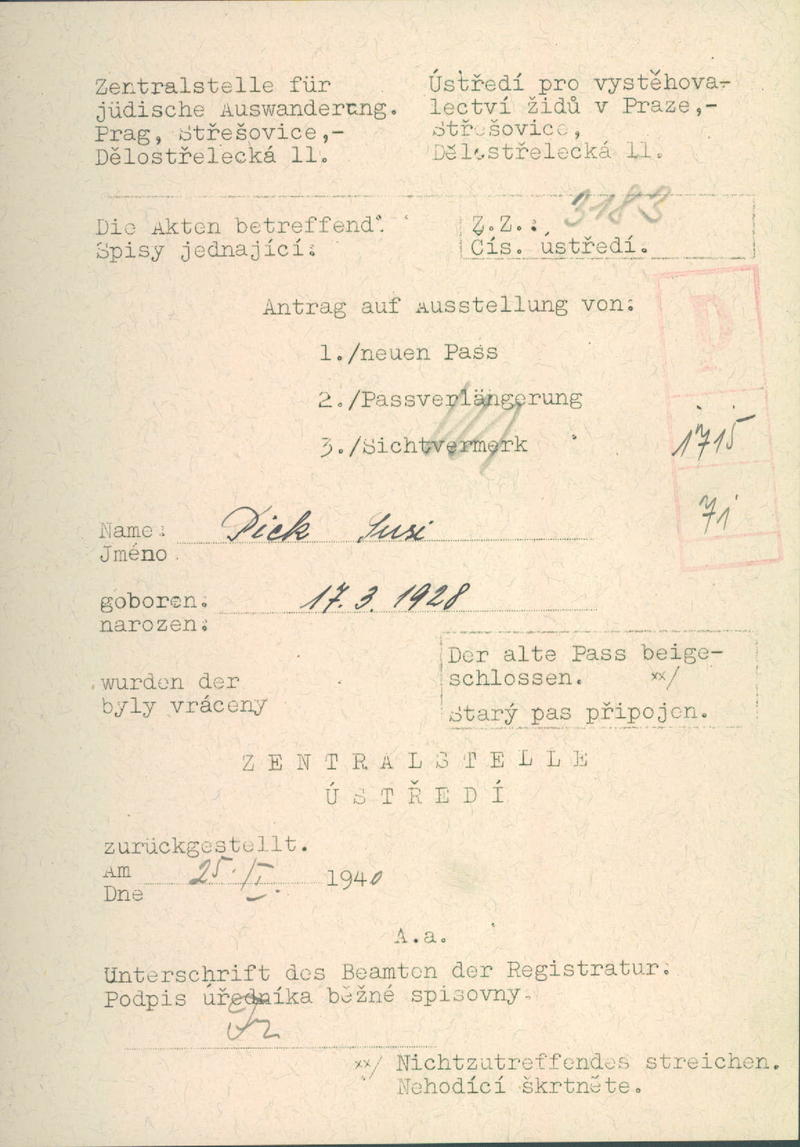 Zentralstelle für
jüdische Auswanderung.
Prag, Střešovice,-
Dělostřelecká 11.
Ústředí pro vystěhova-
lectví židů v Praze,-
Střešovice,
Dělostřelecká 11.
Die Akten betreffend:
Spisy jednající:
Z.Z.: 3183
Čís. ústředí.
Antrag auf Ausstellung von:
1./neuen Pass
2./Passverlängerung
3./Sichtvermerk
P
1715
71
Name: Pick Susi
Jméno
geboren: 17.3.1928
narozen:
Der alte Pass beige-
schlossen. xx/
Starý pas připojen.
wurden der
byly vráceny
ZENTRALSTELLE
ÚSTŘEDÍ
zurückgestellt.
Am 25. 1940
Dne
A.a.
Unterschrift des Beamten der Registratur:
Podpis úředníka běžné spisovny.
xx/ Nichtzutreffendes streichen.
Nehodící škrtněte.